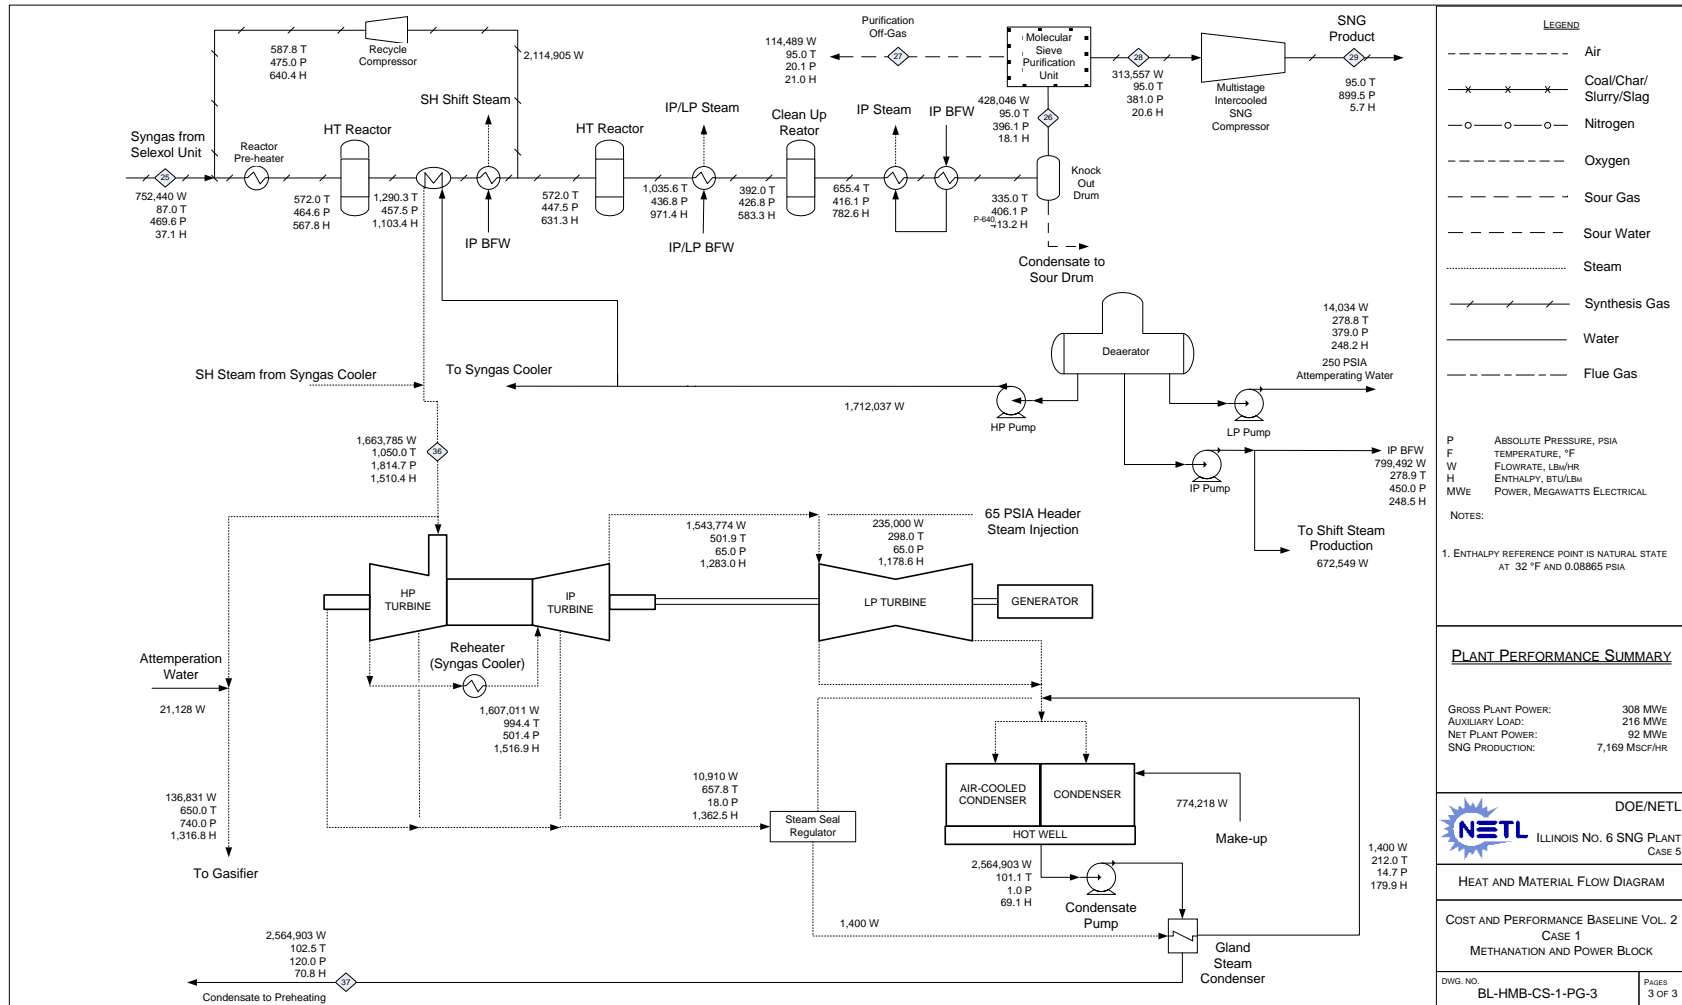 587.8 T
475.0 P
640.4 H
Recycle
Compressor
2,114,905 W
SH Shift Steam
Syngas from
Selexol Unit
25
752,440 W
87.0 T
469.6 P
37.1 H
Reactor
Pre-heater
HT Reactor
572.0 T
464.6 P
567.8 H
1,290.3 T
457.5 P
1,103.4 H
IP BFW
572.0 T
447.5 P
631.3 H
HT Reactor
IP/LP Steam
1,035.6 T
436.8 P
971.4 H
IP/LP BFW
Clean Up
Reator
392.0 T
426.8 P
583.3 H
IP Steam
IP BFW
655.4 T
416.1 P
782.6 H
Purification
Off-Gas
114,489 W
95.0 T
20.1 P
21.0 H
27
Molecular
Sieve
Purification
Unit
428,046 W
95.0 T
396.1 P
18.1 H
26
28
313,557 W
95.0 T
381.0 P
20.6 H
Multistage
Intercooled
SNG
Compressor
SNG
Product
29
95.0 T
899.5 P
5.7 H
Knock
Out
Drum
335.0 T
406.1 P
P-640
413.2 H
Condensate to
Sour Drum
Deaerator
14,034 W
278.8 T
379.0 P
248.2 H
250 PSIA
Attemperating Water
LP Pump
HP Pump
1,712,037 W
To Syngas Cooler
SH Steam from Syngas Cooler
IP Pump
IP BFW
799,492 W
278.9 T
450.0 P
248.5 H
To Shift Steam
Production
672,549 W
1,663,785 W
1,050.0 T
1,814.7 P
1,510.4 H
36
1,543,774 W
501.9 T
65.0 P
1,283.0 H
235,000 W
298.0 T
65.0 P
1,178.6 H
65 PSIA Header
Steam Injection
HP
TURBINE
IP
TURBINE
LP TURBINE
GENERATOR
Reheater
(Syngas Cooler)
1,607,011 W
994.4 T
501.4 P
1,516.9 H
Attemperation
Water
21,128 W
136,831 W
650.0 T
740.0 P
1,316.8 H
To Gasifier
10,910 W
657.8 T
18.0 P
1,362.5 H
Steam Seal
Regulator
AIR-COOLED
CONDENSER
CONDENSER
HOT WELL
774,218 W
Make-up
2,564,903 W
101.1 T
1.0 P
69.1 H
Condensate
Pump
1,400 W
Gland
Steam
Condenser
1,400 W
212.0 T
14.7 P
179.9 H
2,564,903 W
102.5 T
120.0 P
70.8 H
37
Condensate to Preheating
LEGEND
Air
Coal/Char/
Slurry/Slag
Nitrogen
Oxygen
Sour Gas
Sour Water
Steam
Synthesis Gas
Water
Flue Gas
P ABSOLUTE PRESSURE, PSIA
F TEMPERATURE, °F
W FLOWRATE, LBM/HR
H ENTHALPY, BTU/LBM
MWE POWER, MEGAWATTS ELECTRICAL
NOTES:
1. ENTHALPY REFERENCE POINT IS NATURAL STATE
AT 32 °F AND 0.08865 PSIA
PLANT PERFORMANCE SUMMARY
GROSS PLANT POWER: 308 MWE
AUXILIARY LOAD: 216 MWE
NET PLANT POWER: 92 MWE
SNG PRODUCTION: 7,169 MSCF/HR
NETL
DOE/NETL
ILLINOIS NO. 6 SNG PLANT
CASE 5
HEAT AND MATERIAL FLOW DIAGRAM
COST AND PERFORMANCE BASELINE VOL. 2
CASE 1
METHANATION AND POWER BLOCK
DWG. NO.
BL-HMB-CS-1-PG-3
PAGES
3 OF 3